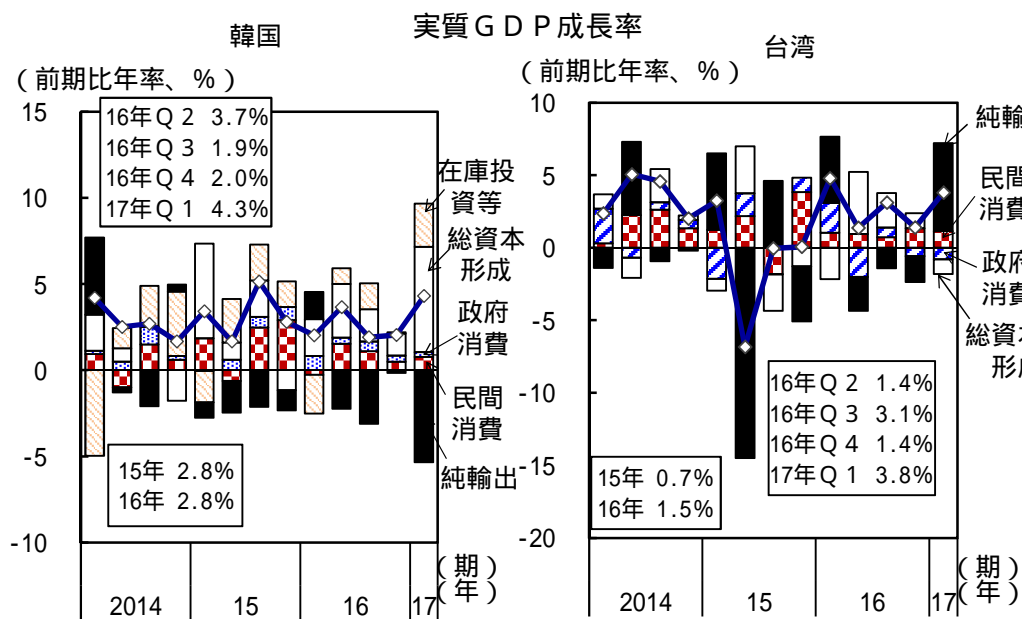 実質ＧＤＰ成長率
韓国
（前期比年率、％）
15
10
5
0
-5
-10
16年Ｑ２ 3.7%
16年Ｑ３ 1.9%
16年Ｑ４ 2.0%
17年Ｑ１ 4.3%
在庫投
資等
総資本
形成
政府
消費
民間
消費
純輸出
15年 2.8%
16年 2.8%
2014
15
16
17
（期）
（年）
台湾
（前期比年率、％）
10
5
0
-5
-10
-15
-20
純輸
民間
消費
政府
消費
総資本
形成
16年Ｑ２ 1.4%
16年Ｑ３ 3.1%
16年Ｑ４ 1.4%
17年Ｑ１ 3.8%
15年 0.7%
16年 1.5%
2014
15
16
17
（期）
（年）